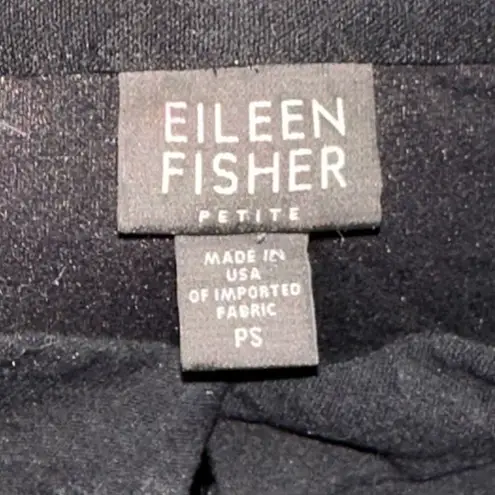 EILEEN
FISHER
PETITE
MADE IN
USA
OF IMPORTED
FABRIC
PS